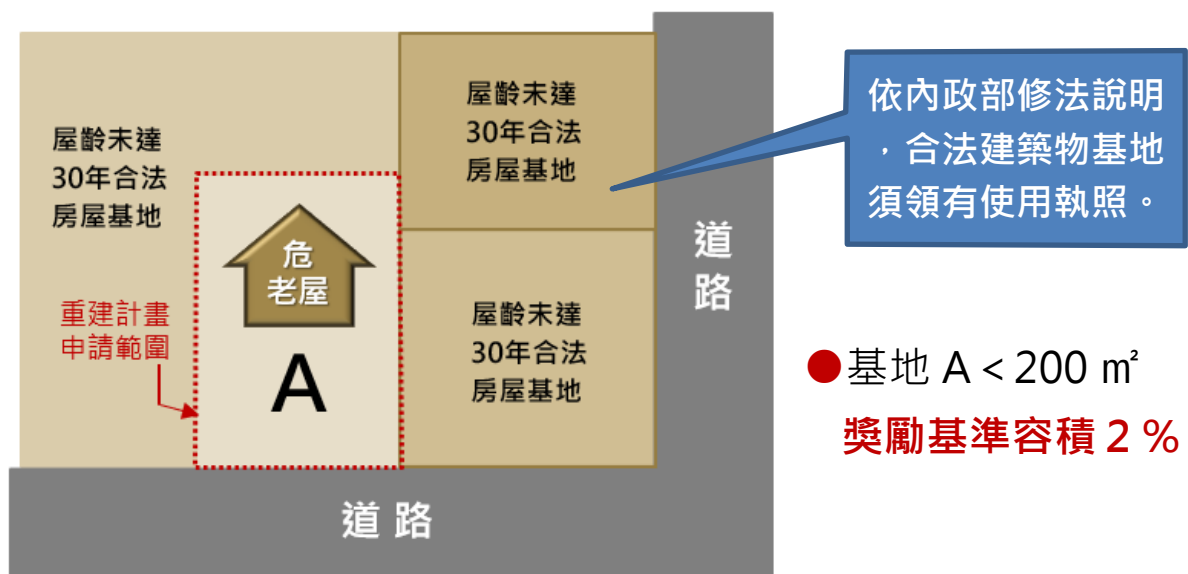 屋齡未達
30年合法
房屋基地
屋齡未達
30年合法
房屋基地
依內政部修法說明
，合法建築物基地
須領有使用執照。
道
路
危
老屋
重建計畫
申請範圍
A
屋齡未達
30年合法
房屋基地
●基地 A < 200 ㎡
獎勵基準容積 2 %
道 路